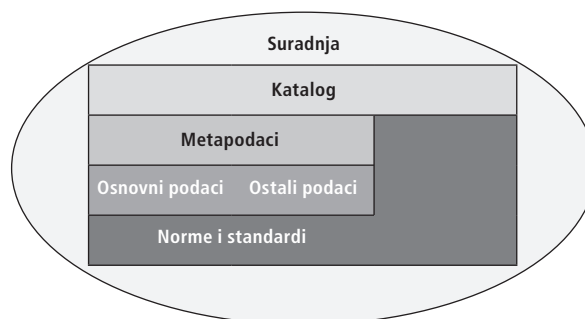 Suradnja
Katalog
Metapodaci
Osnovni podaci Ostali podaci
Norme i standardi